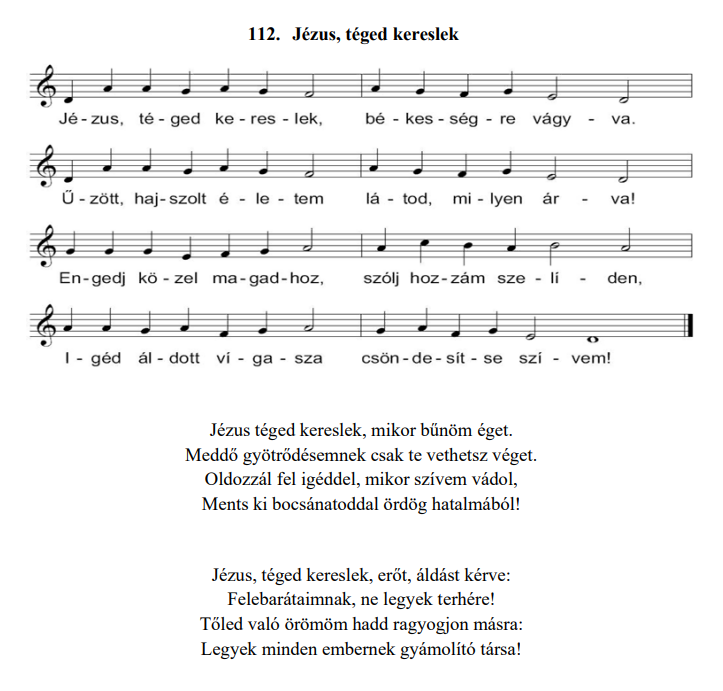 112. Jézus, téged kereslek
Jé - zus, té - ged ke - res - lek, bé - kes - ség - re vágy - va.
Ű - zött, haj - szolt é - le - tem lá - tod, mi - lyen ár - va!
En - gedj kö - zel ma - gad - hoz, szólj hoz - zám sze - lí - den,
I - géd ál - dott ví - ga - sza csön - de - sít - se szí - vem!
Jézus téged kereslek, mikor bűnöm éget.
Meddő gyötrődésemnek csak te vethetsz véget.
Oldozzál fel igéddel, mikor szívem vádol,
Ments ki bocsánatoddal ördög hatalmából!
Jézus, téged kereslek, erőt, áldást kérve:
Felebarátaimnak, ne legyek terhére!
Tőled való örömöm hadd ragyogjon másra:
Legyek minden embernek gyámolító társa!